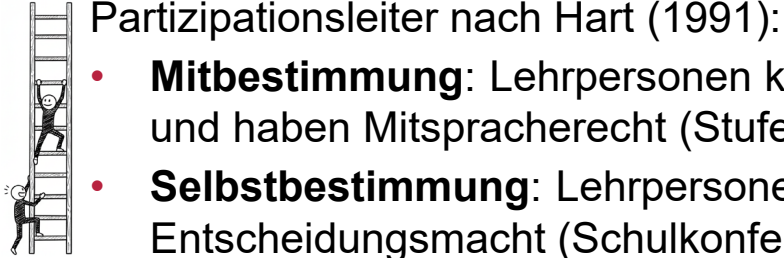 Partizipationsleiter nach Hart (1991):
• Mitbestimmung: Lehrpersonen k
und haben Mitspracherecht (Stufe
• Selbstbestimmung: Lehrpersone
Entscheidungsmacht (Schulkonfe